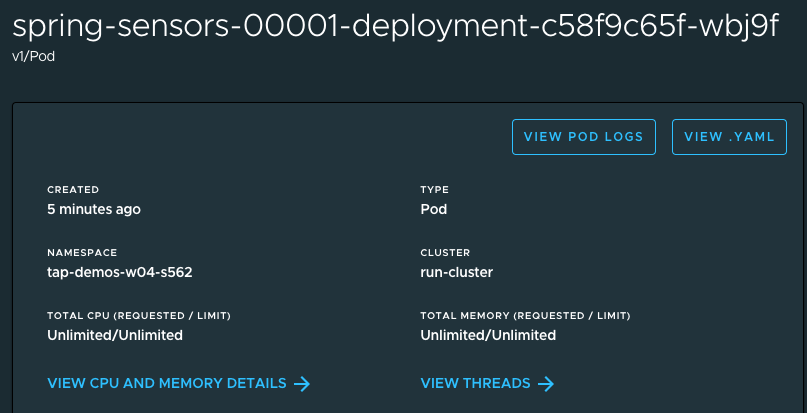 spring-sensors-00001-deployment-c58f9c65f-wbj9f
v1/Pod
VIEW POD LOGS
VIEW .YAML
CREATED
5 minutes ago
TYPE
Pod
NAMESPACE
tap-demos-w04-s562
CLUSTER
run-cluster
TOTAL CPU (REQUESTED / LIMIT)
Unlimited/Unlimited
TOTAL MEMORY (REQUESTED / LIMIT)
Unlimited/Unlimited
VIEW CPU AND MEMORY DETAILS →
VIEW THREADS →